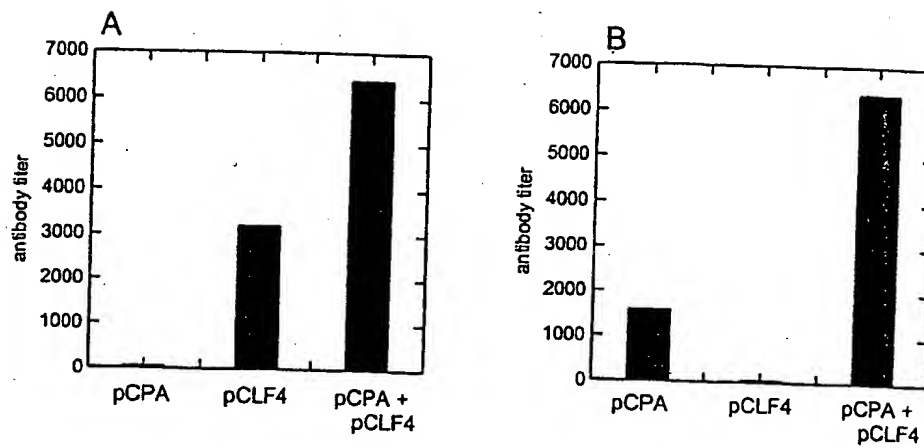 A
7000
6000
5000
4000
3000
2000
1000
0
antibody titer
pCPA
pCLF4
pCPA +
pCLF4
B
7000
6000
5000
4000
3000
2000
1000
0
antibody titer
pCPA
pCLF4
pCPA +
pCLF4